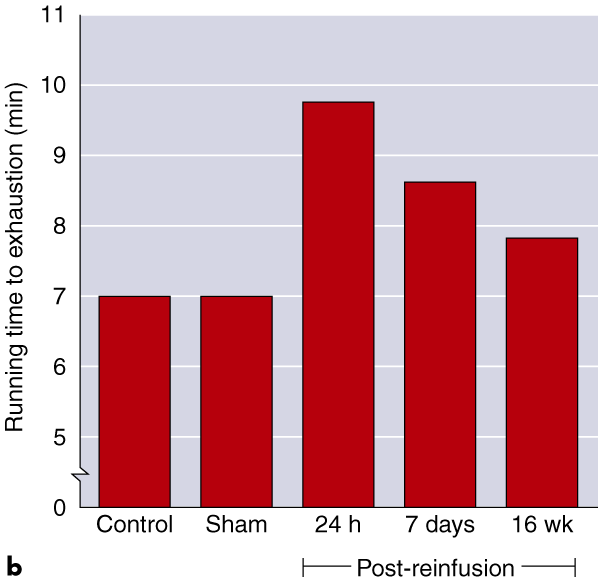 11
10
9
8
7
6
5
0
Running time to exhaustion (min)
Control Sham 24 h 7 days 16 wk
Post-reinfusion
b